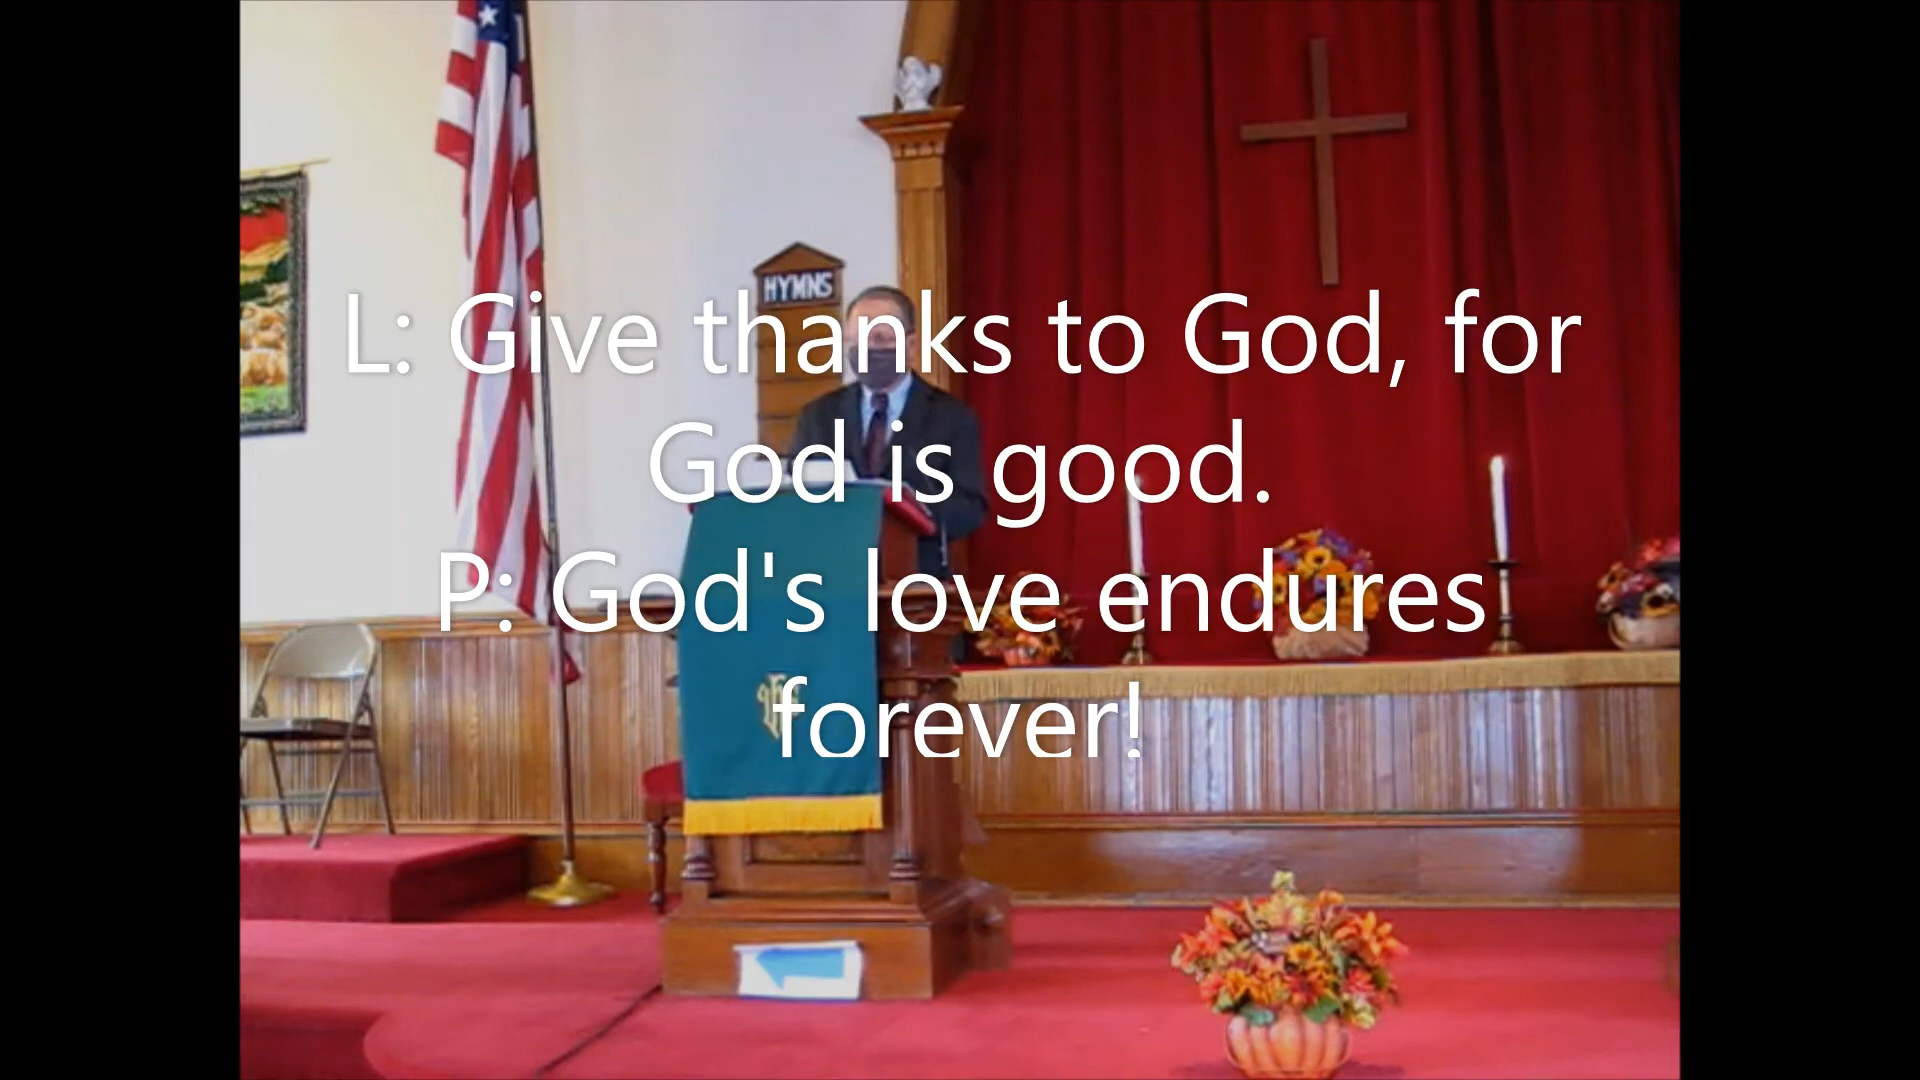 HYMNS
L: Give thanks to God, for
God is good.
P: God's love endures
forever!